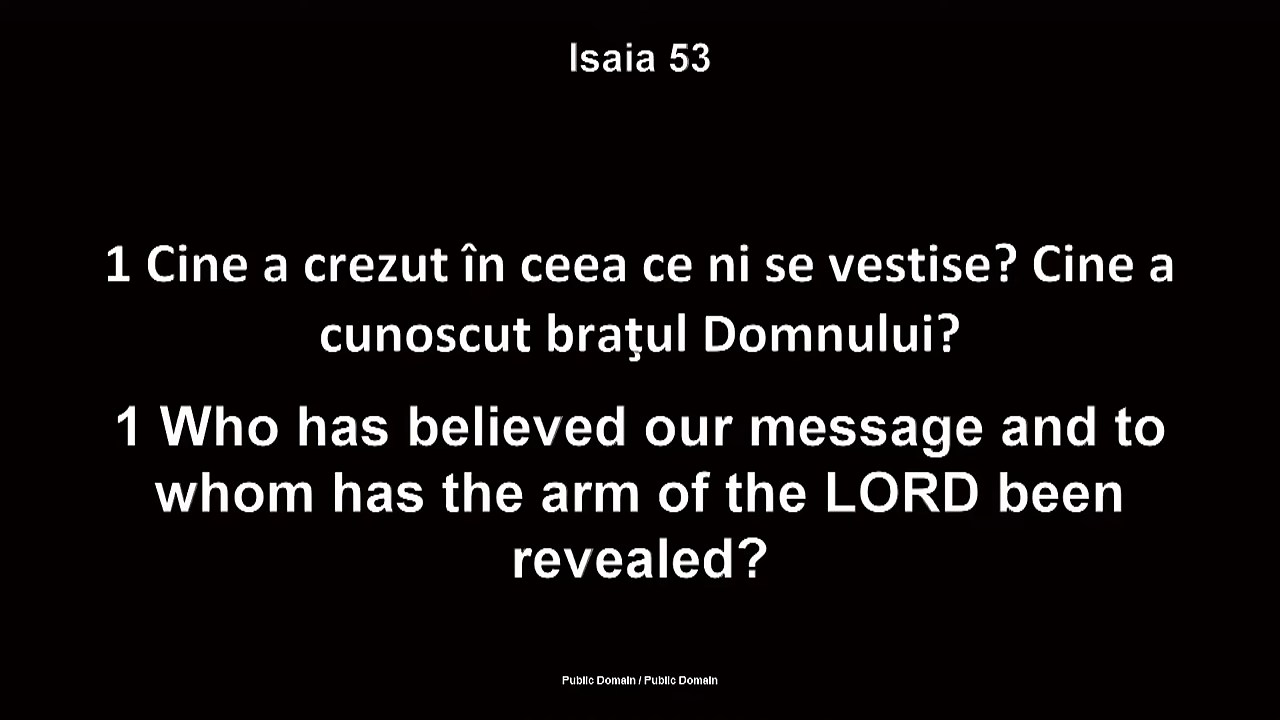 Isaia 53
1 Cine a crezut în ceea ce ni se vestise? Cine a
cunoscut braţul Domnului?
1 Who has believed our message and to
whom has the arm of the LORD been
revealed?
Public Domain / Public Domain